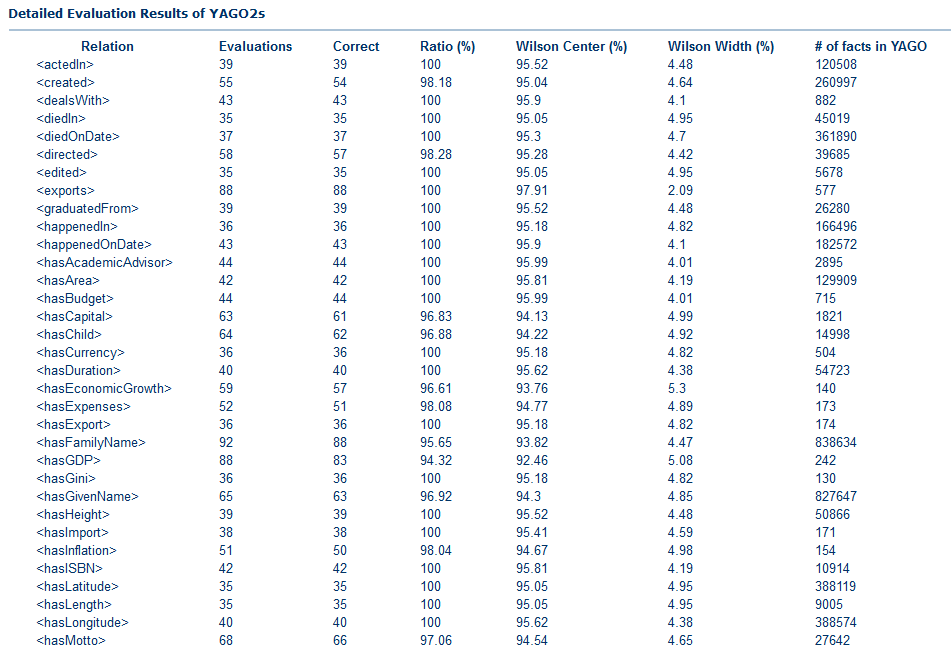 Detailed Evaluation Results of YAGO2s
Relation Evaluations Correct Ratio (%) Wilson Center (%) Wilson Width (%) # of facts in YAGO
<actedIn> 39 39 100 95.52 4.48 120508
<created> 55 54 98.18 95.04 4.64 260997
<dealsWith> 43 43 100 95.9 4.1 882
<diedIn> 35 35 100 95.05 4.95 45019
<diedOnDate> 37 37 100 95.3 4.7 361890
<directed> 58 57 98.28 95.28 4.42 39685
<edited> 35 35 100 95.05 4.95 5678
<exports> 88 88 100 97.91 2.09 577
<graduatedFrom> 39 39 100 95.52 4.48 26280
<happenedIn> 36 36 100 95.18 4.82 166496
<happenedOnDate> 43 43 100 95.9 4.1 182572
<hasAcademicAdvisor> 44 44 100 95.99 4.01 2895
<hasArea> 42 42 100 95.81 4.19 129909
<hasBudget> 44 44 100 95.99 4.01 715
<hasCapital> 63 61 96.83 94.13 4.99 1821
<hasChild> 64 62 96.88 94.22 4.92 14998
<hasCurrency> 36 36 100 95.18 4.82 504
<hasDuration> 40 40 100 95.62 4.38 54723
<hasEconomicGrowth> 59 57 96.61 93.76 5.3 140
<hasExpenses> 52 51 98.08 94.77 4.89 173
<hasExport> 36 36 100 95.18 4.82 174
<hasFamilyName> 92 88 95.65 93.82 4.47 838634
<hasGDP> 88 83 94.32 92.46 5.08 242
<hasGini> 36 36 100 95.18 4.82 130
<hasGivenName> 65 63 96.92 94.3 4.85 827647
<hasHeight> 39 39 100 95.52 4.48 50866
<hasImport> 38 38 100 95.41 4.59 171
<hasInflation> 51 50 98.04 94.67 4.98 154
<hasISBN> 42 42 100 95.81 4.19 10914
<hasLatitude> 35 35 100 95.05 4.95 388119
<hasLength> 35 35 100 95.05 4.95 9005
<hasLongitude> 40 40 100 95.62 4.38 388574
<hasMotto> 68 66 97.06 94.54 4.65 27642